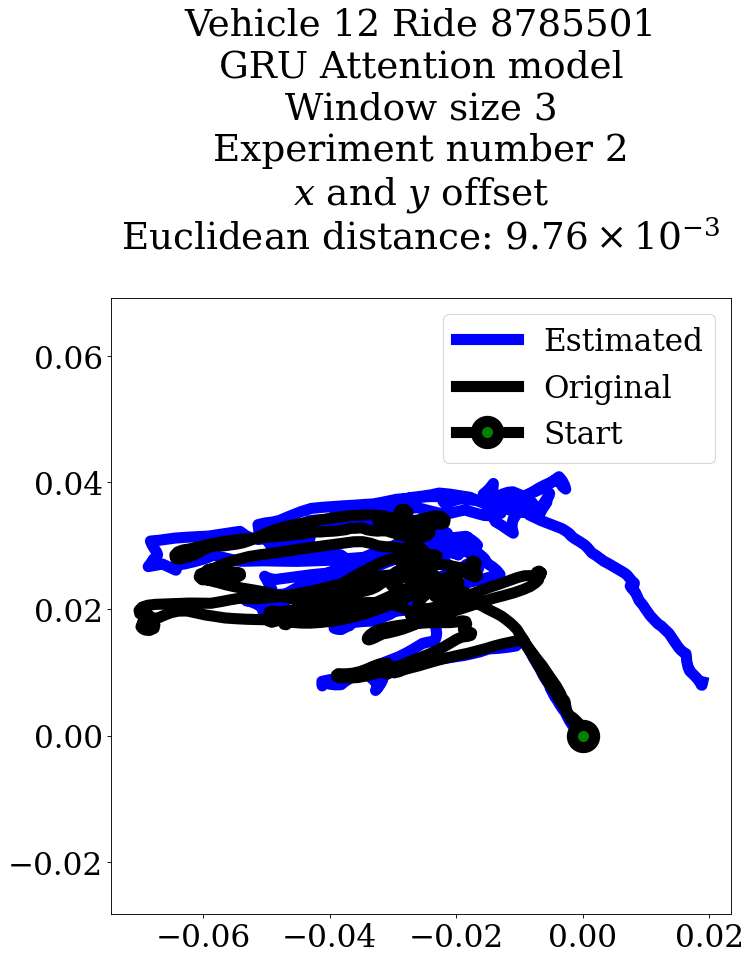 Vehicle 12 Ride 8785501
GRU Attention model
Window size 3
Experiment number 2
x and y offset
Euclidean distance: 9.76 × 10⁻³
Estimated
Original
Start
0.06
0.04
0.02
0.00
−0.02
−0.06
−0.04
−0.02
0.00
0.02